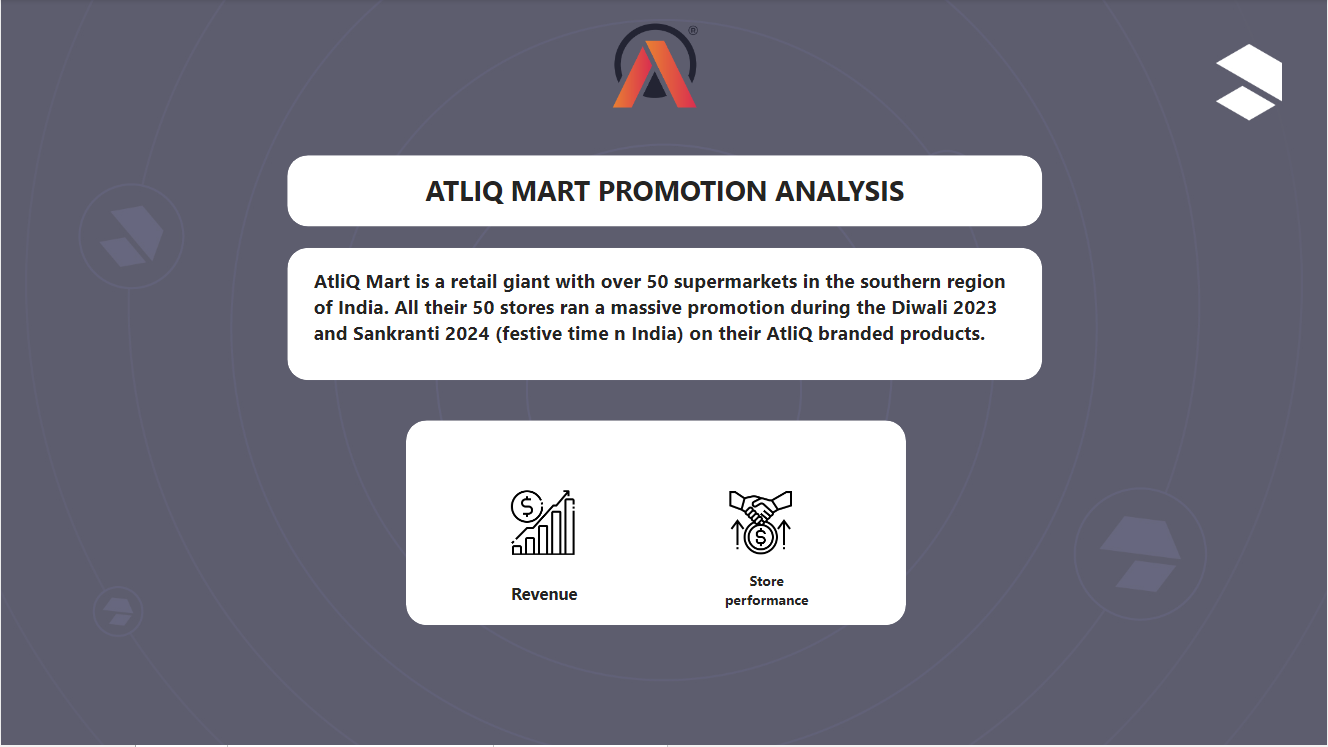 ®
ATLIQ MART PROMOTION ANALYSIS
AtliQ Mart is a retail giant with over 50 supermarkets in the southern region
of India. All their 50 stores ran a massive promotion during the Diwali 2023
and Sankranti 2024 (festive time n India) on their AtliQ branded products.
$
$
Revenue
Store
performance